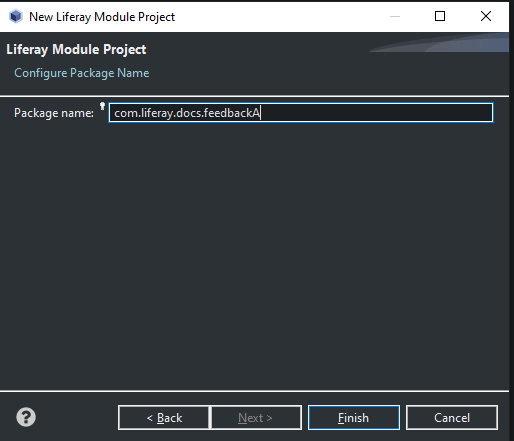 New Liferay Module Project
Liferay Module Project
Configure Package Name
Package name: com.liferay.docs.feedbackA
? < Back Next > Finish Cancel